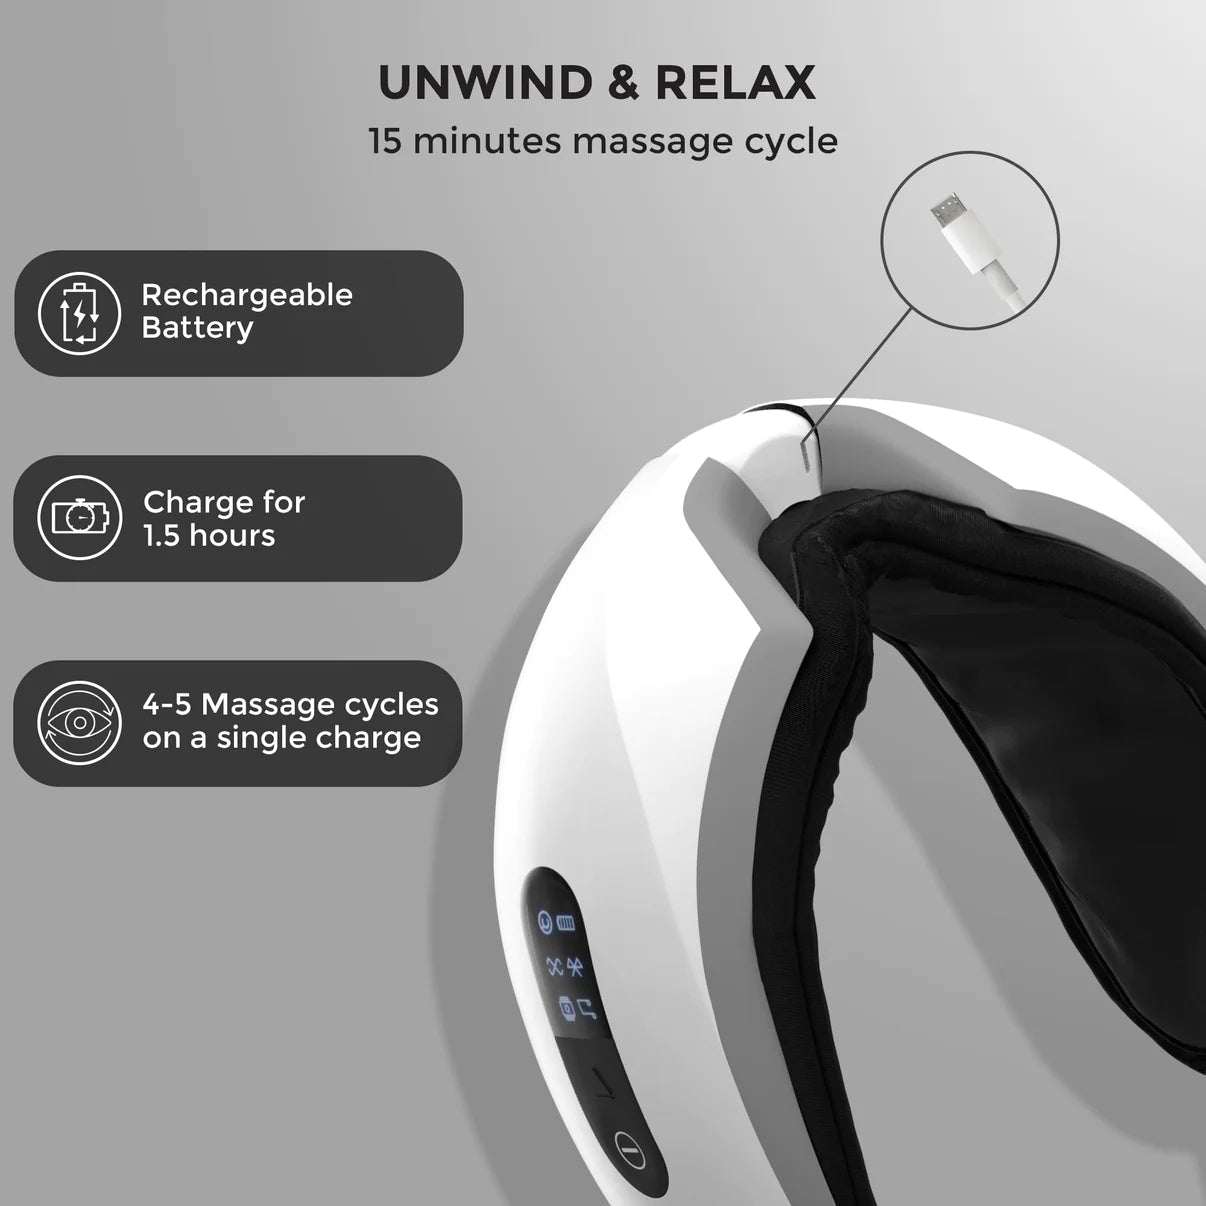 UNWIND & RELAX
15 minutes massage cycle
Rechargeable
Battery
Charge for
1.5 hours
4-5 Massage cycles
on a single charge